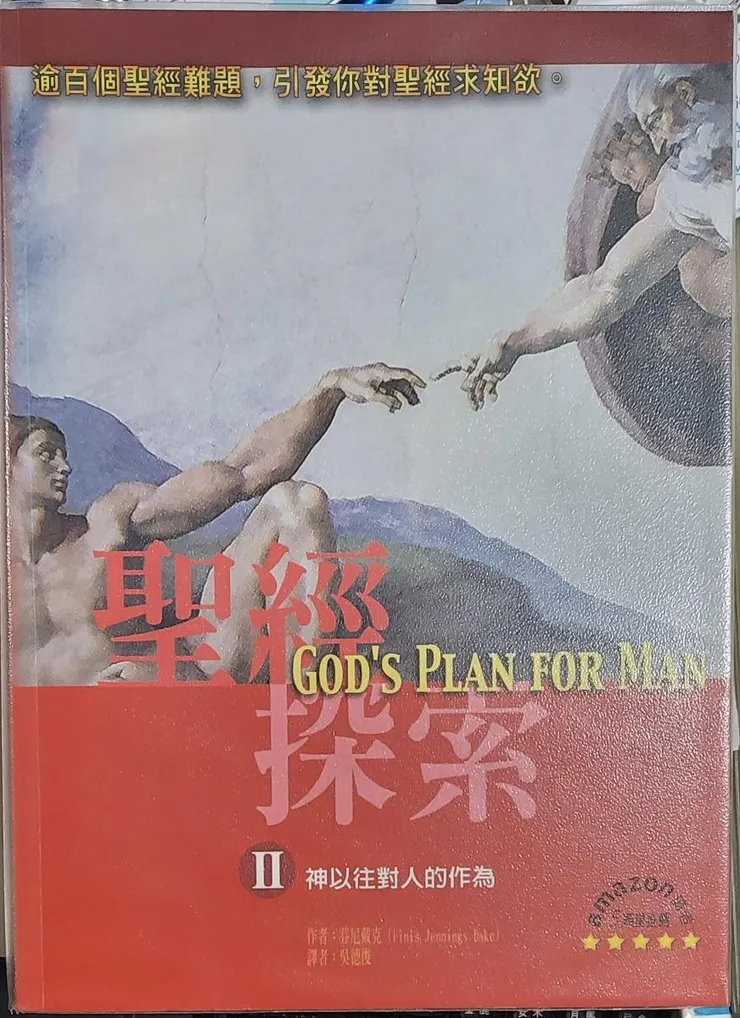 逾百個聖經難題，引發你對聖經求知欲。
聖經
GOD'S PLAN FOR MAN
探索
II 神以往對人的作為
作者：芬尼戴克 (Finis Jennings Dake)
譯者：吳德俊
amazon